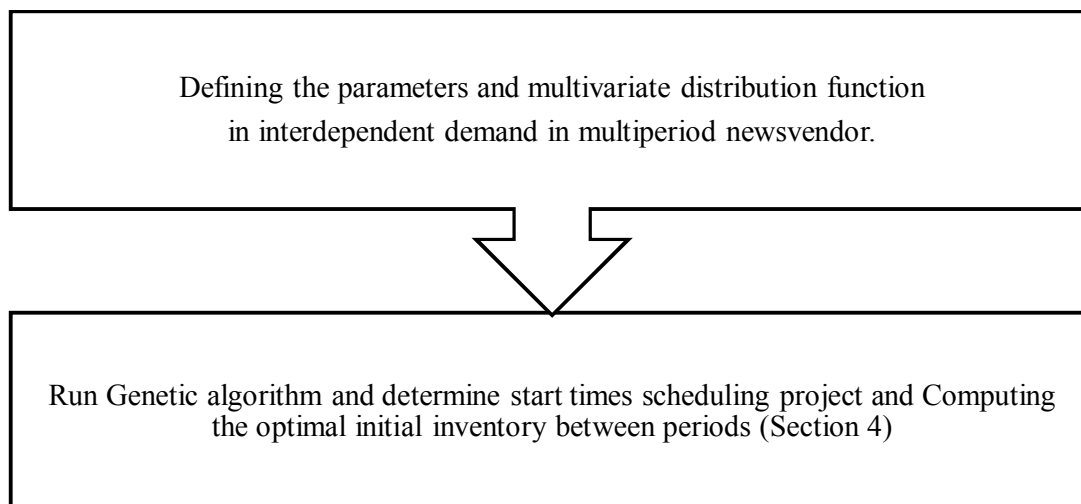 Defining the parameters and multivariate distribution function
in interdependent demand in multiperiod newsvendor.
Run Genetic algorithm and determine start times scheduling project and Computing
the optimal initial inventory between periods (Section 4)